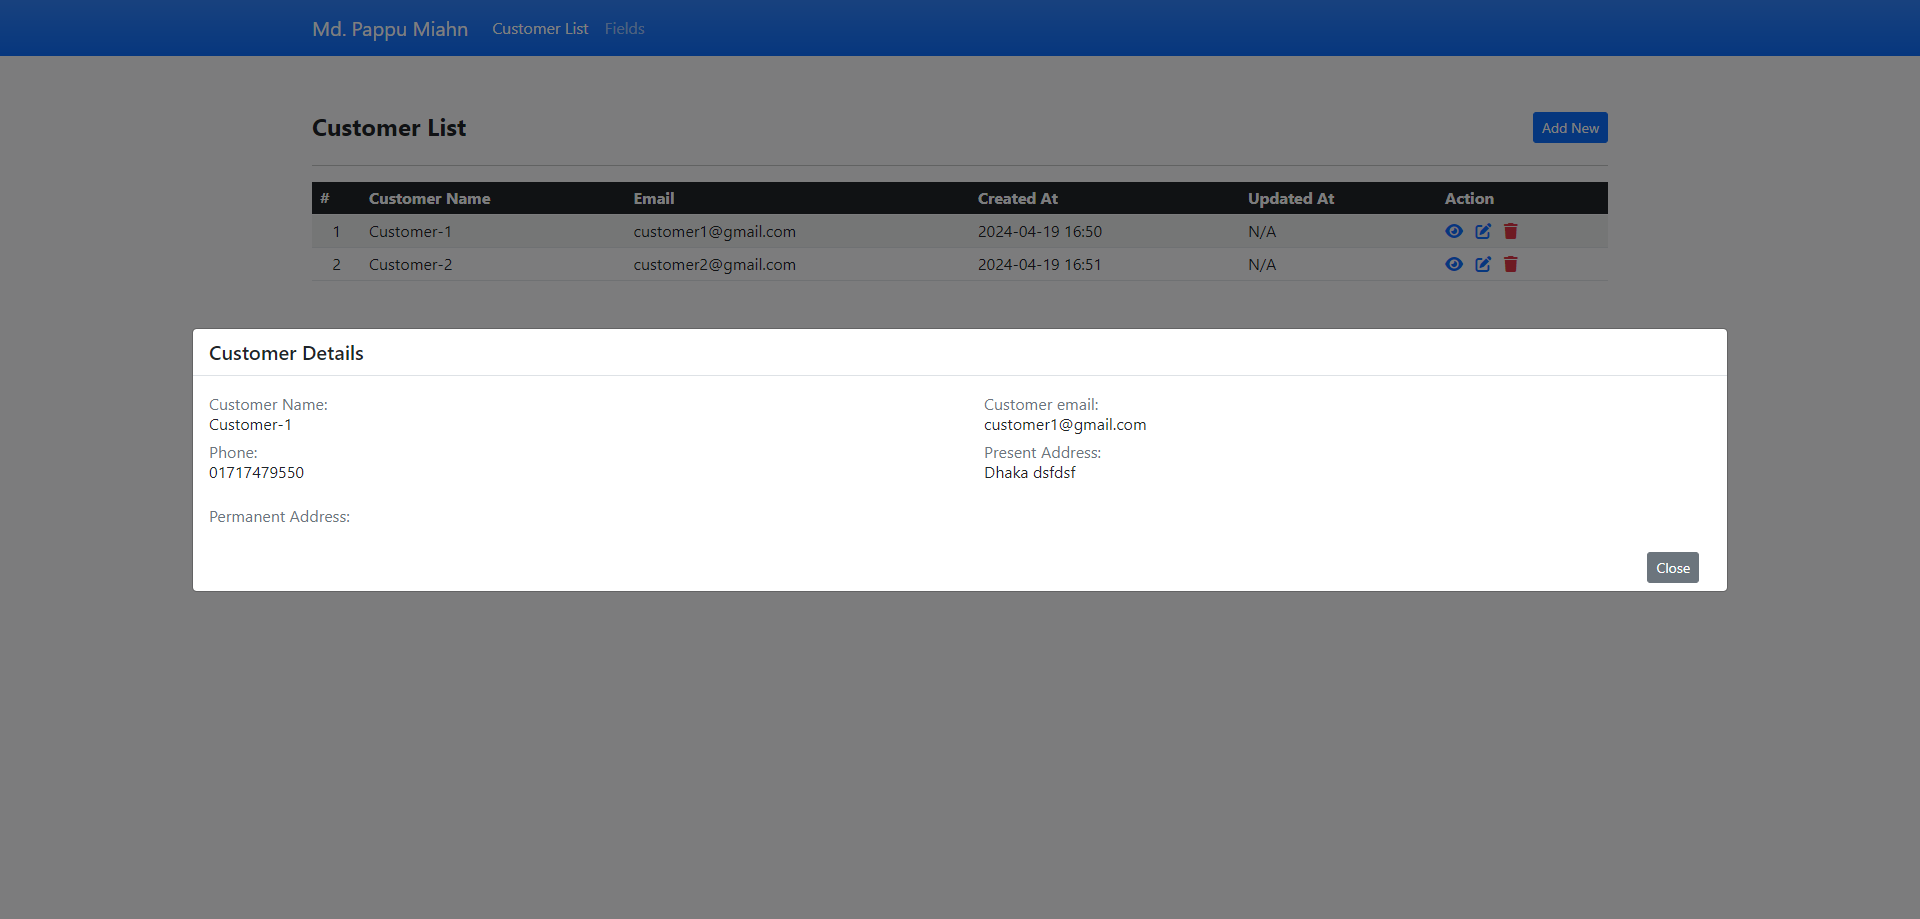 Md. Pappu Miahn Customer List Fields
Customer List Add New
# Customer Name Email Created At Updated At Action
1 Customer-1 customer1@gmail.com 2024-04-19 16:50 N/A
2 Customer-2 customer2@gmail.com 2024-04-19 16:51 N/A
Customer Details
Customer Name: Customer email:
Customer-1 customer1@gmail.com
Phone: Present Address:
01717479550 Dhaka dsfdsf
Permanent Address:
Close